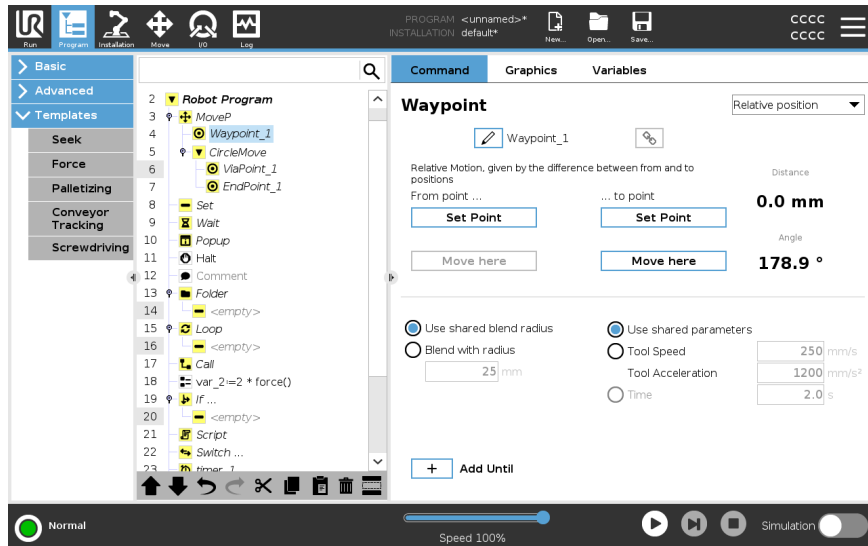 PROGRAM <unnamed>*
INSTALLATION default*
Run
Program
Installation
Move
I/O
Log
New...
Open...
Save...
CCCC
CCCC
Basic
Advanced
Templates
Seek
Force
Palletizing
Conveyor
Tracking
Screwdriving
2 Robot Program
3 MoveP
4 Waypoint_1
5 CircleMove
6 ViaPoint_1
7 EndPoint_1
8 Set
9 Wait
10 Popup
11 Halt
12 Comment
13 Folder
14 <empty>
15 Loop
16 <empty>
17 Call
18 var_2:=2 * force()
19 If ...
20 <empty>
21 Script
22 Switch ...
23 timer_1
Command Graphics Variables
Waypoint
Relative position
Waypoint_1
Relative Motion, given by the difference between from and to
positions
From point ... ... to point
Set Point Set Point
Move here Move here
Distance
0.0 mm
Angle
178.9 °
Use shared blend radius
Blend with radius
25 mm
Use shared parameters
Tool Speed 250 mm/s
Tool Acceleration 1200 mm/s²
Time 2.0 s
+ Add Until
Normal
Speed 100%
Simulation